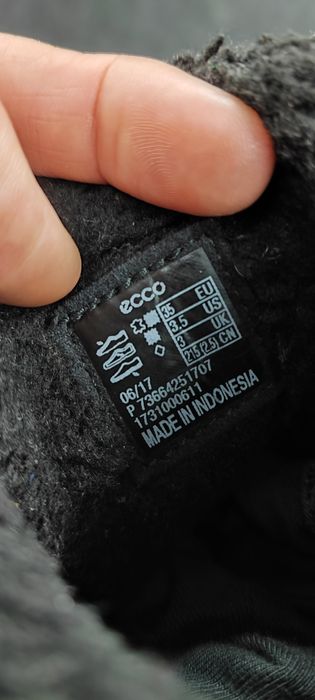 ecco
35 EU
3.5 US
3 UK
215 (2.5) CN
06/17
P 73664251707
1731000611
MADE IN INDONESIA